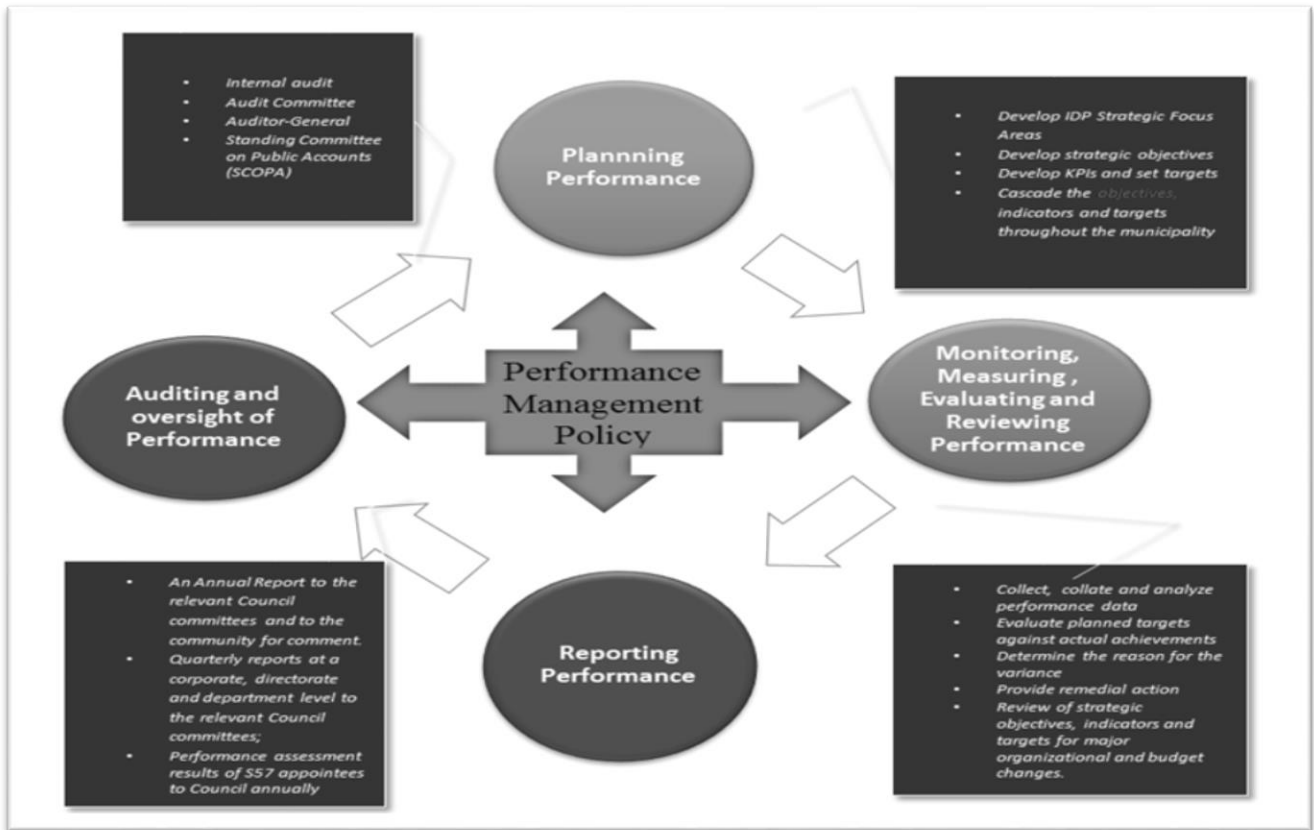 • Internal audit
• Audit Committee
• Auditor-General
• Standing Committee
on Public Accounts
(SCOPA)
Plannning
Performance
• Develop IDP Strategic Focus
Areas
• Develop strategic objectives
• Develop KPIs and set targets
• Cascade the objectives,
indicators and targets
throughout the municipality
Auditing and
oversight of
Performance
Performance
Management
Policy
Monitoring,
Measuring ,
Evaluating and
Reviewing
Performance
• An Annual Report to the
relevant Council
committees and to the
community for comment.
• Quarterly reports at a
corporate, directorate
and department level to
the relevant Council
committees;
• Performance assessment
results of S57 appointees
to Council annually
Reporting
Performance
• Collect, collate and analyze
performance data
• Evaluate planned targets
against actual achievements
• Determine the reason for the
variance
• Provide remedial action
• Review of strategic
objectives, indicators and
targets for major
organizational and budget
changes.